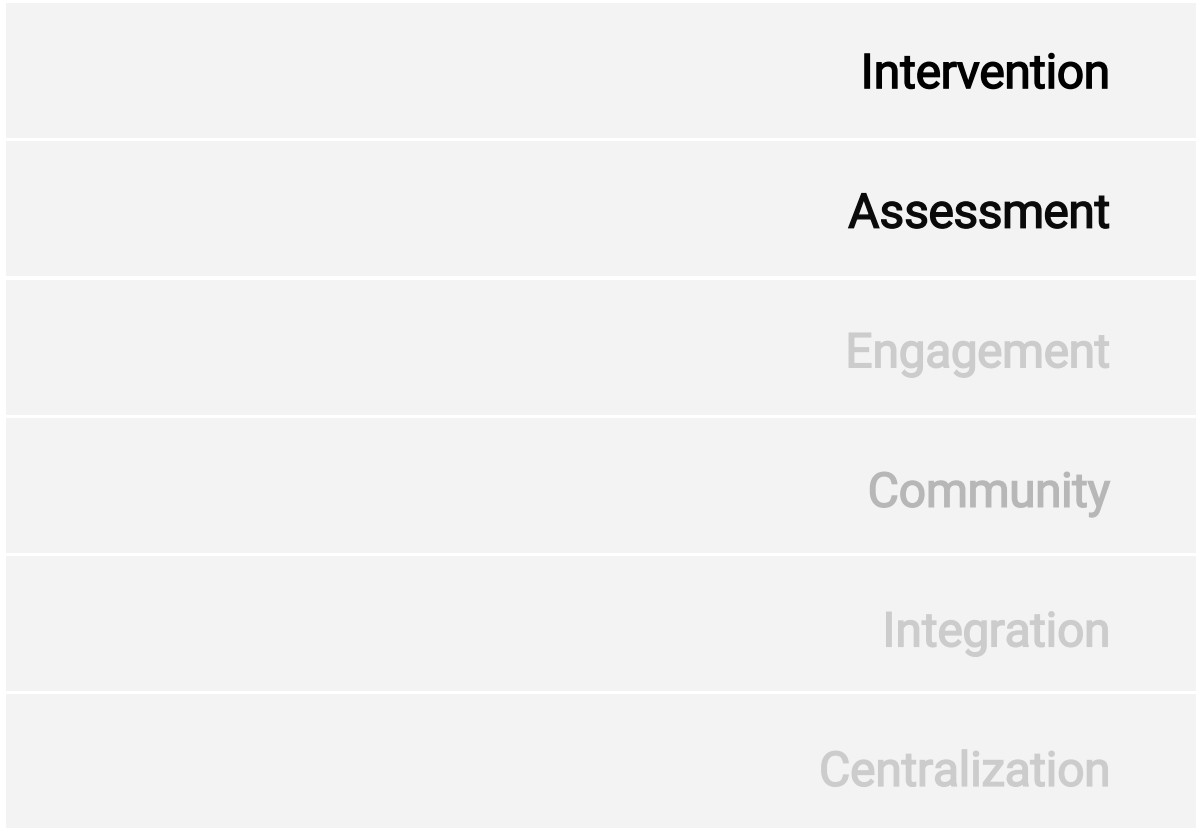 Intervention
Assessment
Engagement
Community
Integration
Centralization